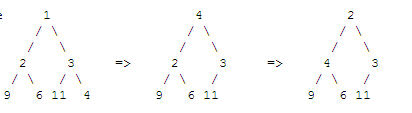 e 1 4 2
/ \ / \ / \
/ \ / \ / \
2 3 => 2 3 => 4 3
/ \ / \ / \ / / \ /
9 6 11 4 9 6 11 9 6 11